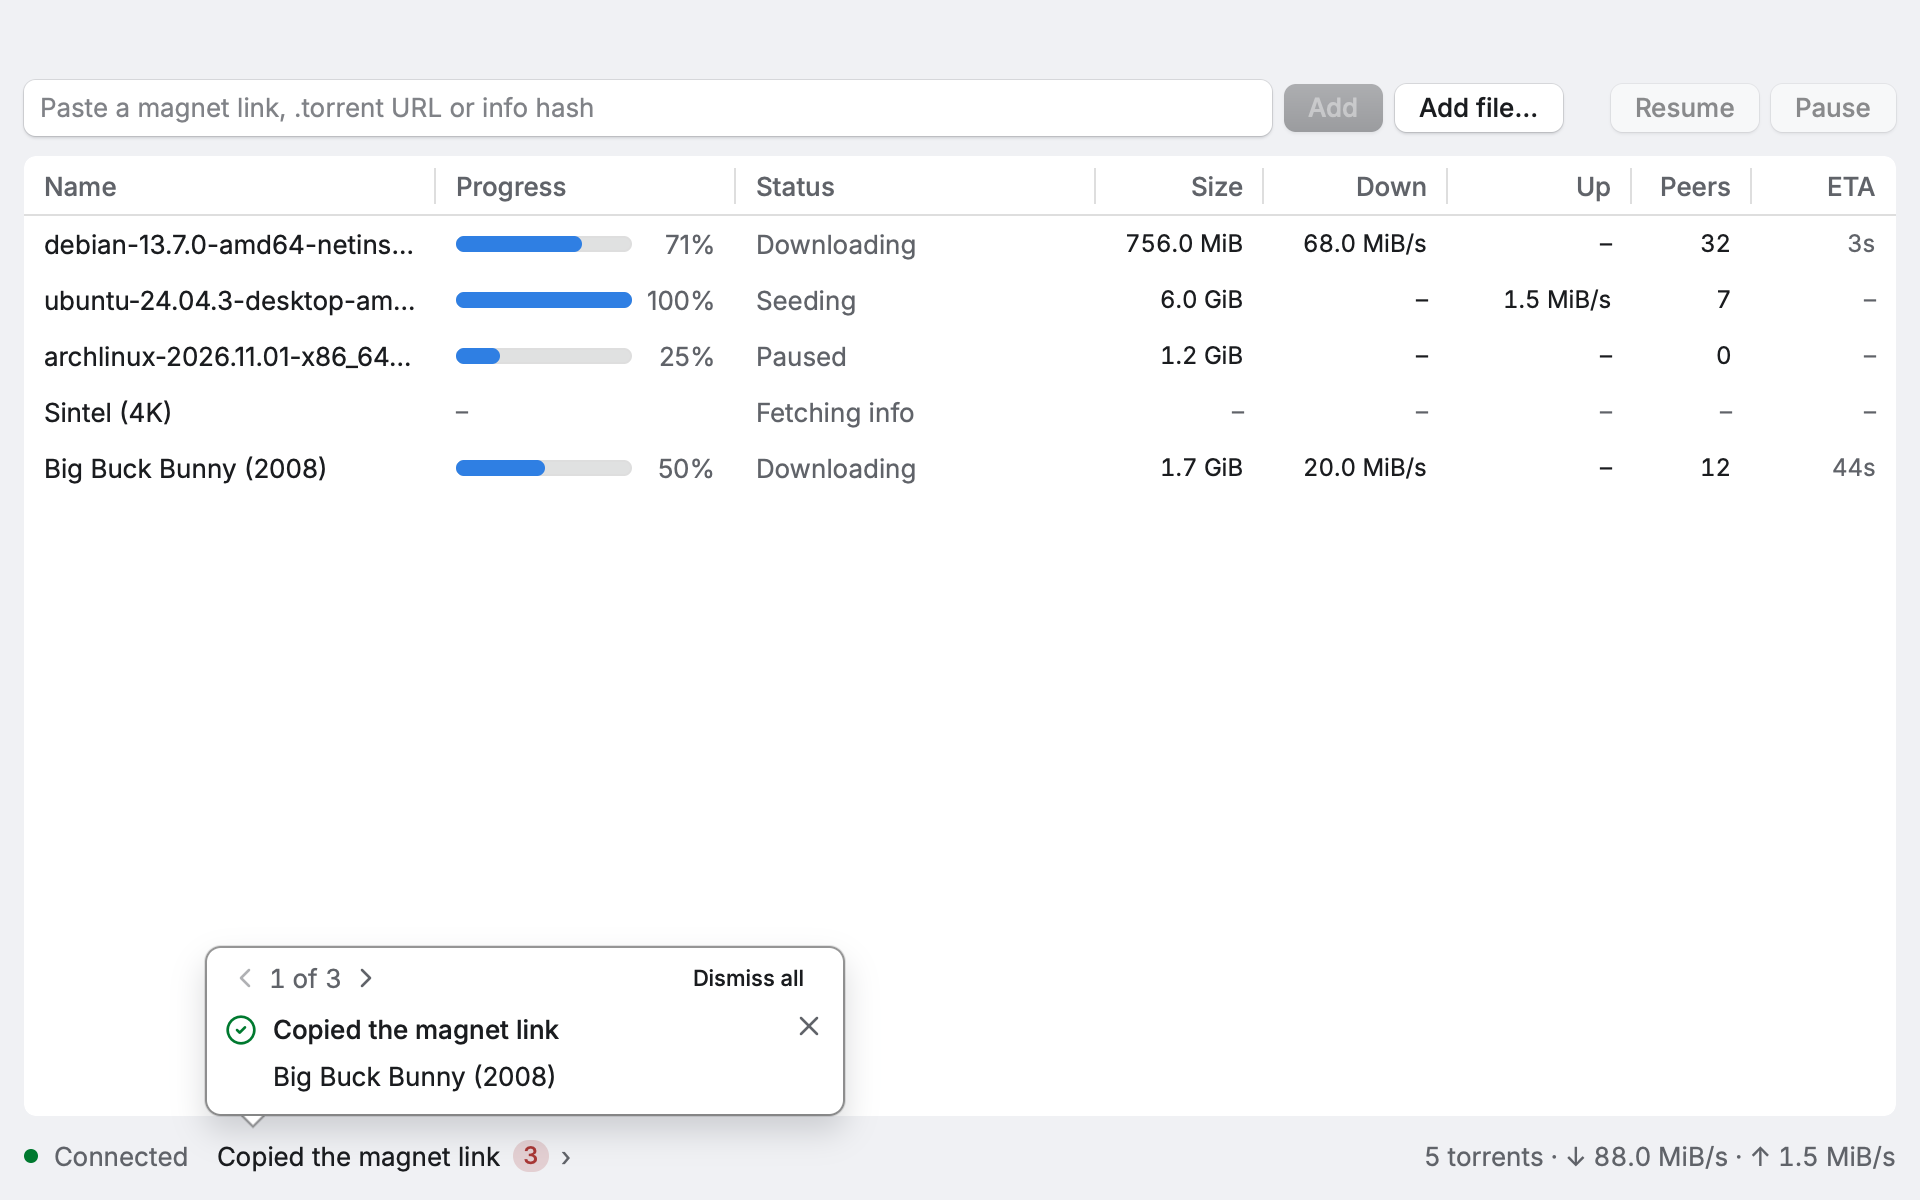 Paste a magnet link, .torrent URL or info hash Add Add file... Resume Pause
Name Progress Status Size Down Up Peers ETA
debian-13.7.0-amd64-netins... 71% Downloading 756.0 MiB 68.0 MiB/s – 32 3s
ubuntu-24.04.3-desktop-am... 100% Seeding 6.0 GiB – 1.5 MiB/s 7 –
archlinux-2026.11.01-x86_64... 25% Paused 1.2 GiB – – 0 –
Sintel (4K) – Fetching info – – – – –
Big Buck Bunny (2008) 50% Downloading 1.7 GiB 20.0 MiB/s – 12 44s
1 of 3 Dismiss all
Copied the magnet link
Big Buck Bunny (2008)
Connected Copied the magnet link 3 › 5 torrents · ↓ 88.0 MiB/s · ↑ 1.5 MiB/s